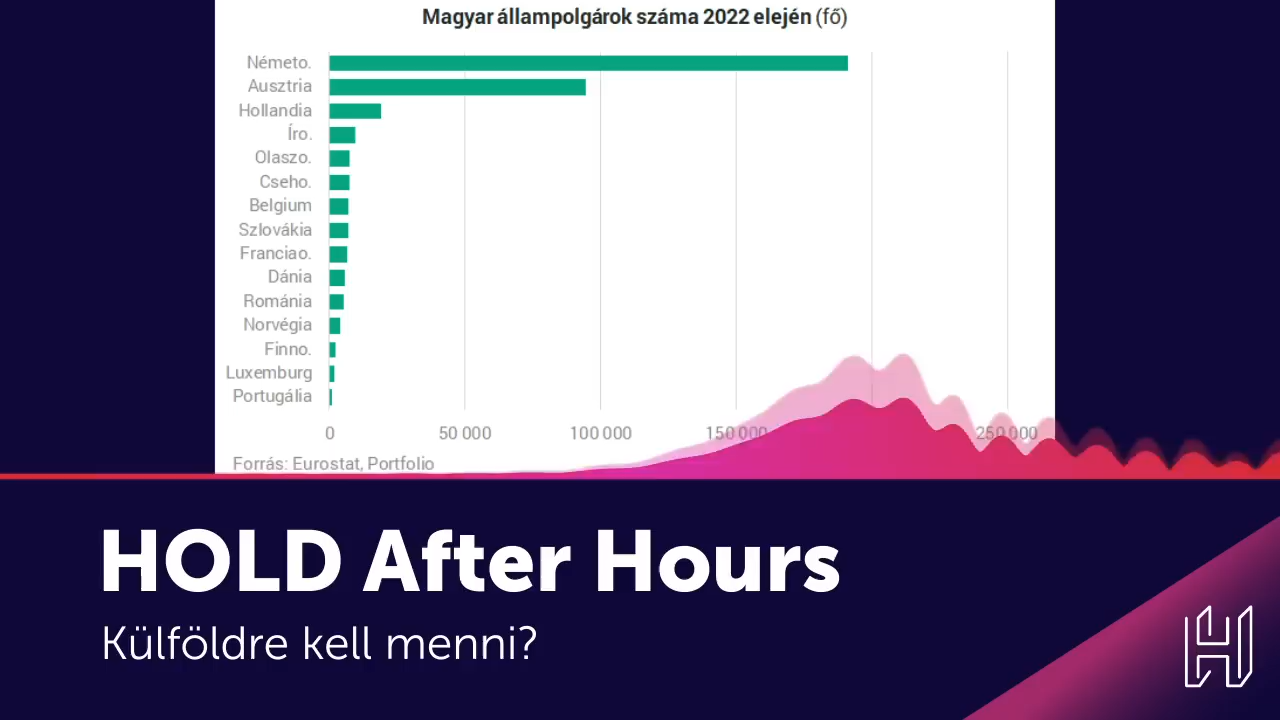 Magyar állampolgárok száma 2022 elején (fő)
Németo.
Ausztria
Hollandia
Íro.
Olaszo.
Cseho.
Belgium
Szlovákia
Franciao.
Dánia
Románia
Norvégia
Finno.
Luxemburg
Portugália
0 50 000 100 000 150 000 250 000
Forrás: Eurostat, Portfolio
HOLD After Hours
Külföldre kell menni?